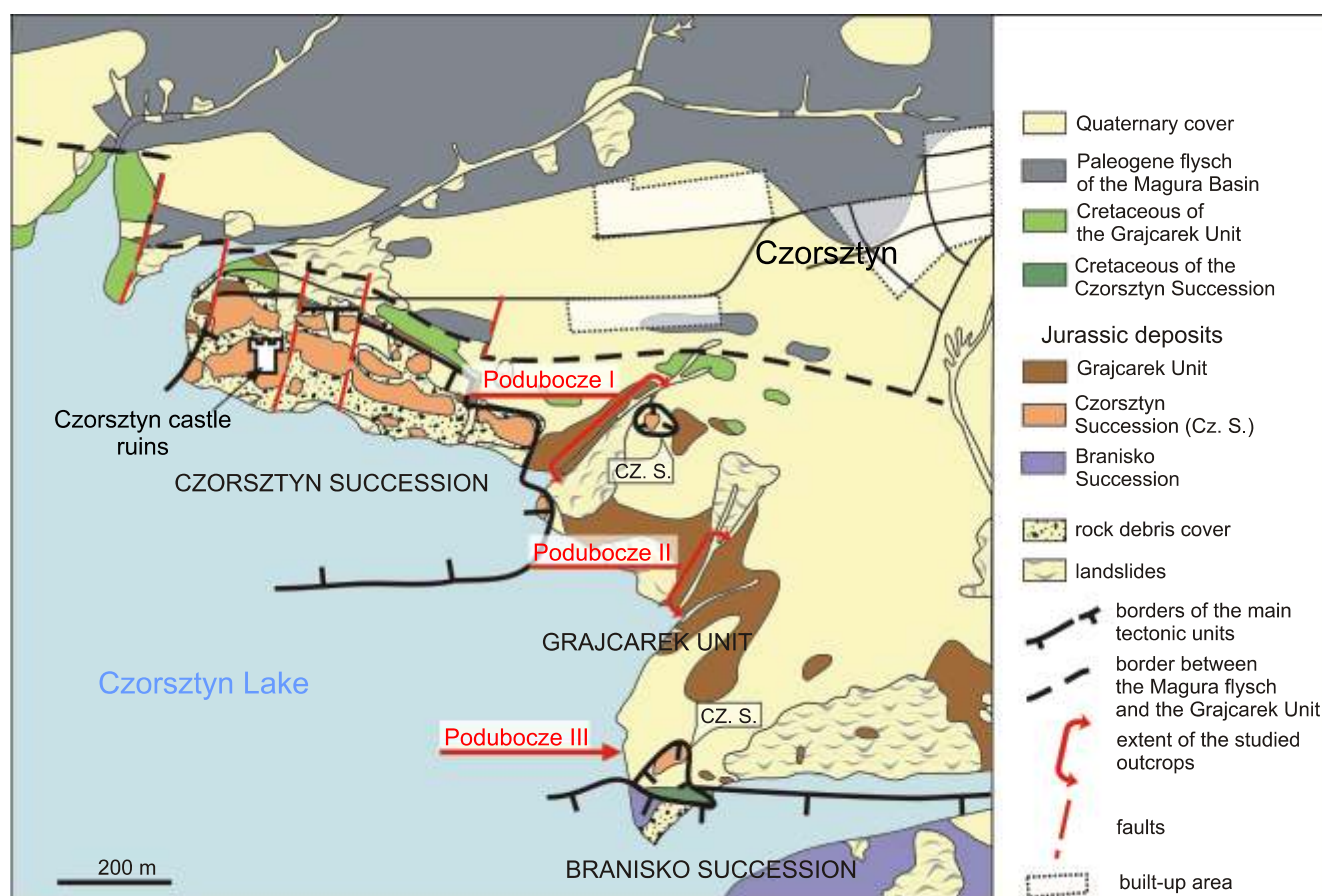 Czorsztyn
Podubocze I
Czorsztyn castle
ruins
CZ. S.
CZORSZTYN SUCCESSION
Podubocze II
GRAJCAREK UNIT
Czorsztyn Lake
CZ. S.
Podubocze III
200 m
BRANISKO SUCCESSION
Quaternary cover
Paleogene flysch
of the Magura Basin
Cretaceous of
the Grajcarek Unit
Cretaceous of the
Czorsztyn Succession
Jurassic deposits
Grajcarek Unit
Czorsztyn
Succession (Cz. S.)
Branisko
Succession
rock debris cover
landslides
borders of the main
tectonic units
border between
the Magura flysch
and the Grajcarek Unit
extent of the studied
outcrops
faults
built-up area